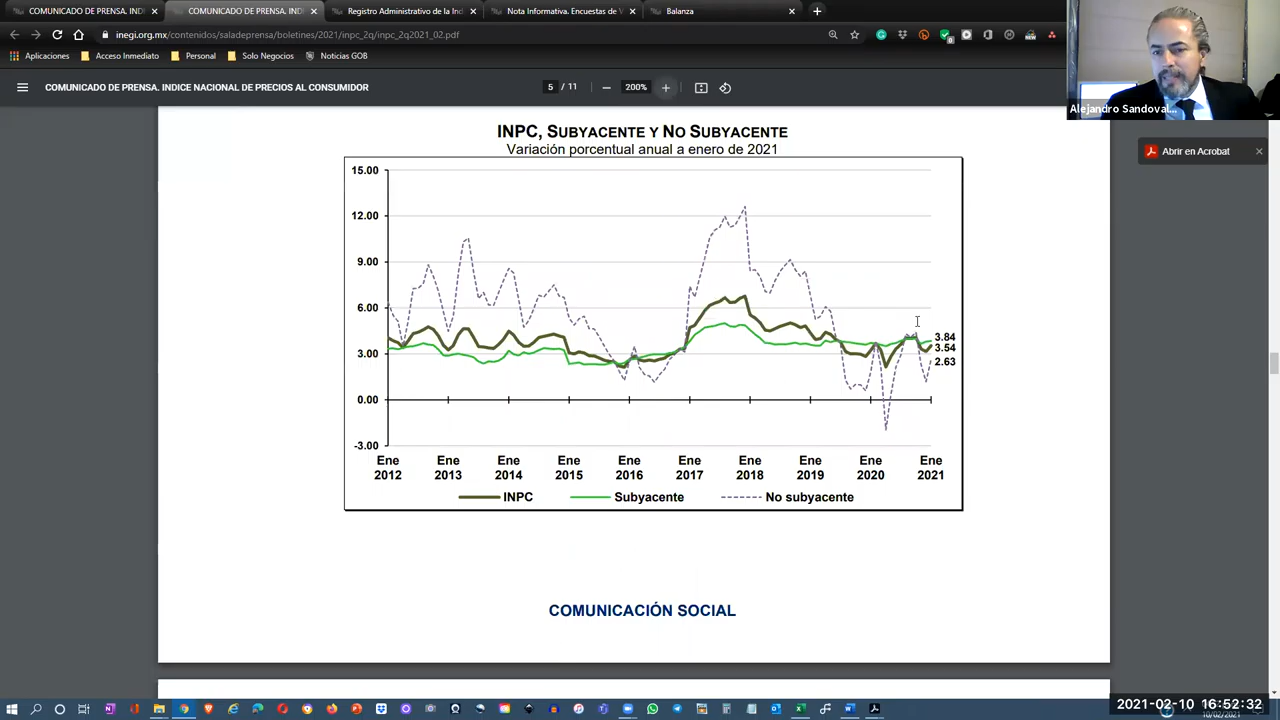 COMUNICADO DE PRENSA. INDI
COMUNICADO DE PRENSA. INDI
Registro Administrativo de la Ind
Nota Informativa. Encuestas de V
Balanza
inegi.org.mx/contenidos/saladeprensa/boletines/2021/inpc_2q/inpc_2q2021_02.pdf
Aplicaciones
Acceso Inmediato
Personal
Solo Negocios
Noticias GOB
COMUNICADO DE PRENSA. INDICE NACIONAL DE PRECIOS AL CONSUMIDOR
5 / 11
200%
Alejandro Sandoval...
Abrir en Acrobat
INPC, SUBYACENTE Y NO SUBYACENTE
Variación porcentual anual a enero de 2021
15.00
12.00
9.00
6.00
3.00
0.00
-3.00
3.84
3.54
2.63
Ene Ene Ene Ene Ene Ene Ene Ene Ene Ene
2012 2013 2014 2015 2016 2017 2018 2019 2020 2021
INPC Subyacente No subyacente
COMUNICACIÓN SOCIAL
2021-02-10 16:52:32
10/02/2021